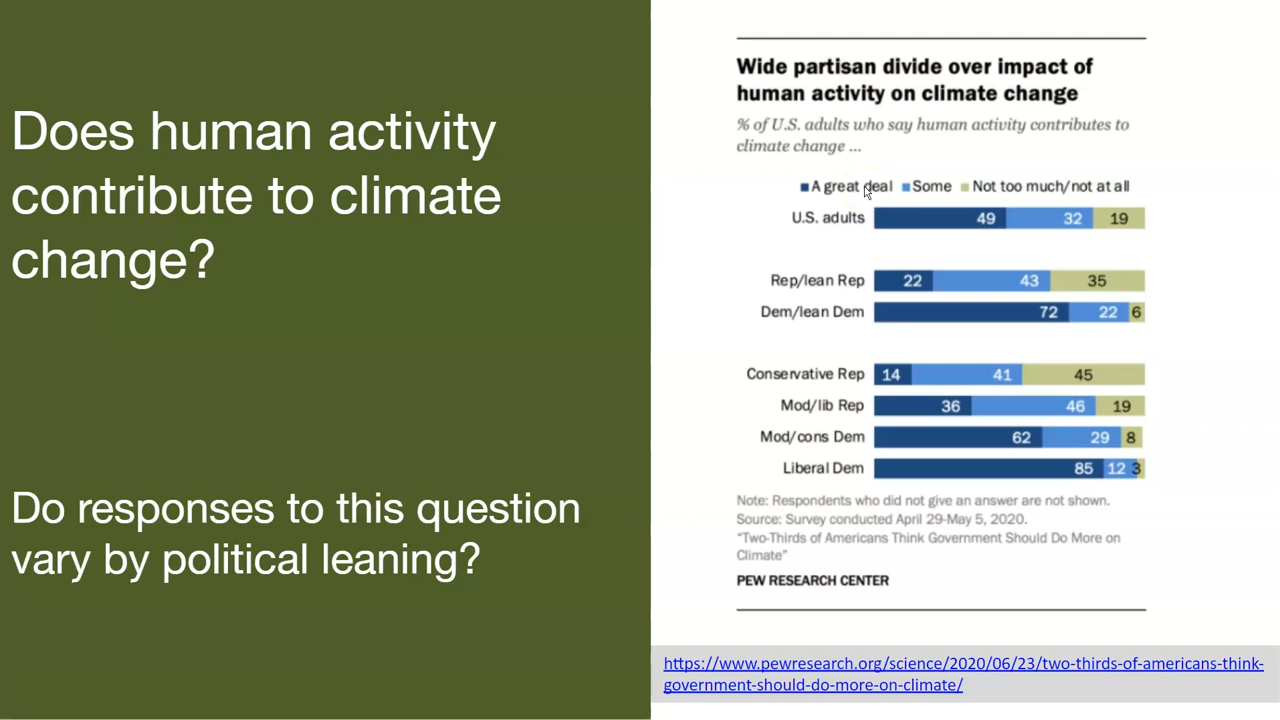 Does human activity
contribute to climate
change?
Do responses to this question
vary by political leaning?
Wide partisan divide over impact of
human activity on climate change
% of U.S. adults who say human activity contributes to
climate change ...
A great deal Some Not too much/not at all
U.S. adults 49 32 19
Rep/lean Rep 22 43 35
Dem/lean Dem 72 22 6
Conservative Rep 14 41 45
Mod/lib Rep 36 46 19
Mod/cons Dem 62 29 8
Liberal Dem 85 12 3
Note: Respondents who did not give an answer are not shown.
Source: Survey conducted April 29-May 5, 2020.
“Two-Thirds of Americans Think Government Should Do More on
Climate”
PEW RESEARCH CENTER
https://www.pewresearch.org/science/2020/06/23/two-thirds-of-americans-think-
government-should-do-more-on-climate/